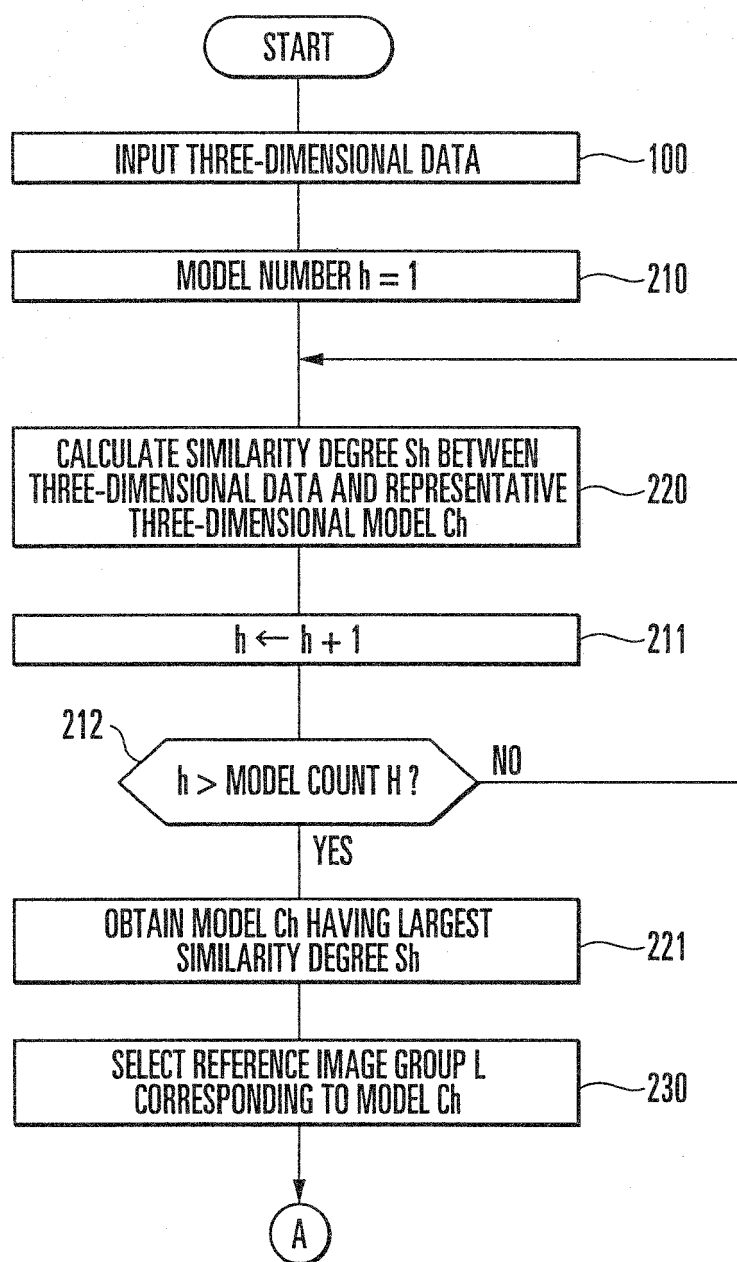 START
INPUT THREE-DIMENSIONAL DATA
100
MODEL NUMBER h = 1
210
CALCULATE SIMILARITY DEGREE Sh BETWEEN
THREE-DIMENSIONAL DATA AND REPRESENTATIVE
THREE-DIMENSIONAL MODEL Ch
220
h ← h + 1
211
212
h > MODEL COUNT H ?
NO
YES
OBTAIN MODEL Ch HAVING LARGEST
SIMILARITY DEGREE Sh
221
SELECT REFERENCE IMAGE GROUP L
CORRESPONDING TO MODEL Ch
230
A